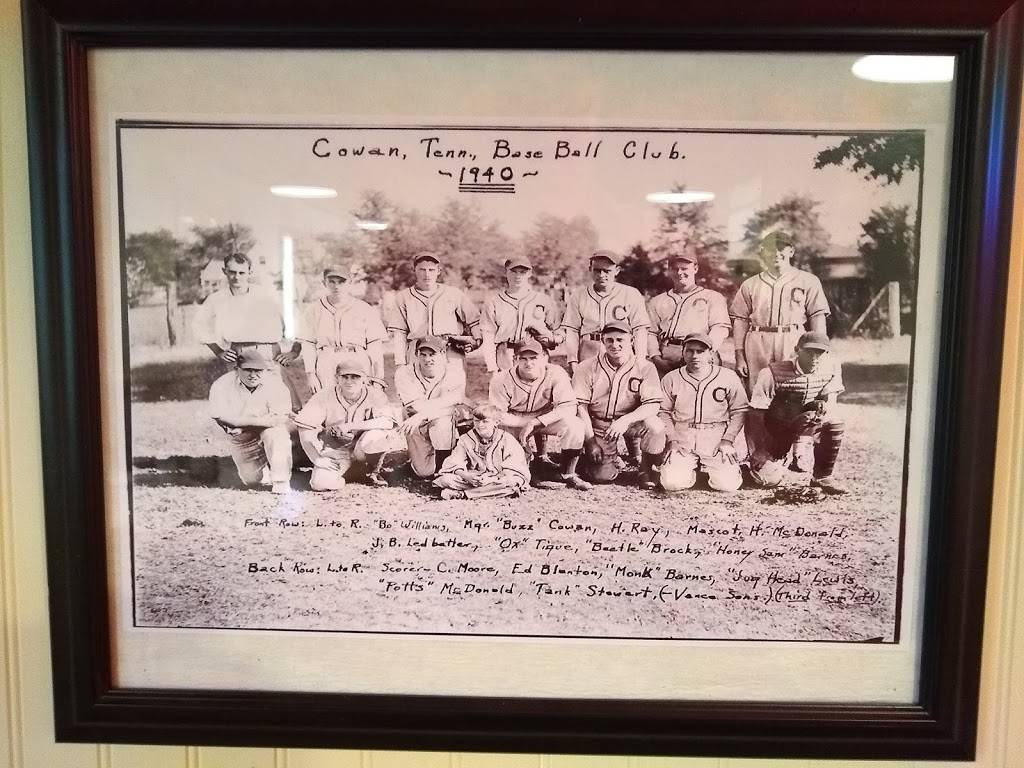 Cowan, Tenn., Base Ball Club.
~ 1940 ~
C C C C C C C
Front Row: L. to R. "Bo" Williams, "Mgr. "Buzz" Cowan, H. Ray, "Mascot, H. McDonald,
J. B. Ledbetter, "Ox" Tique, "Beetle" Brocky, "Honey Sam" Barnes,
Back Row: L. to R. Scorer - C. Moore, Ed Blanton, "Monk" Barnes, "Jug Head" Lewis,
"Potts" McDonald, "Tank" Stewart, (- Vance Sons.) (Third from left)